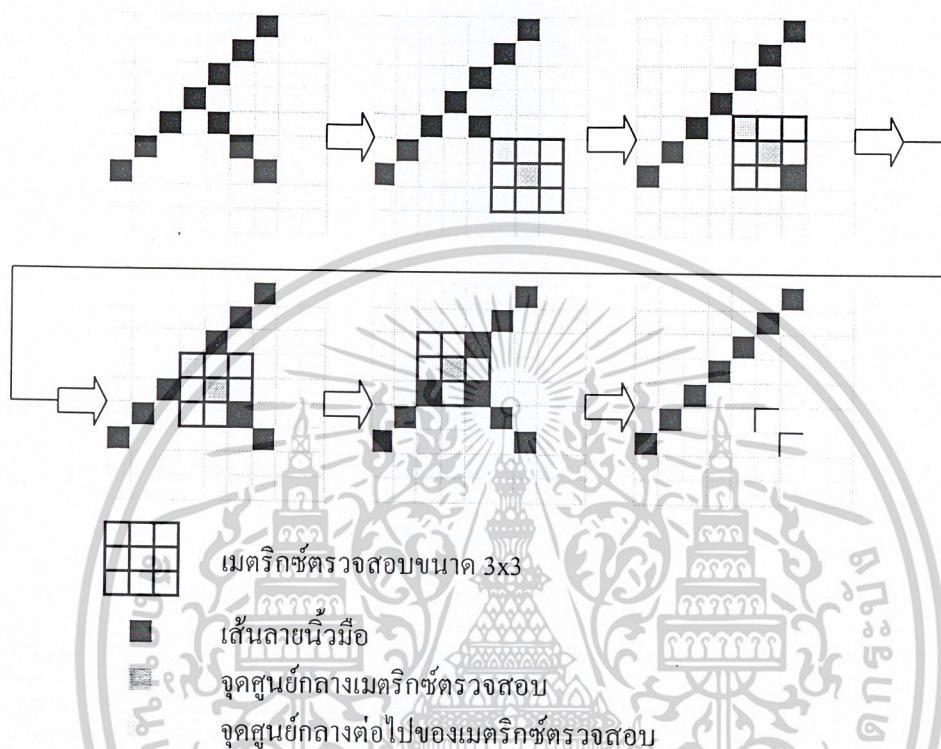 เมตริกซ์ตรวจสอบขนาด 3x3
เส้นลายนิ้วมือ
จุดศูนย์กลางเมตริกซ์ตรวจสอบ
จุดศูนย์กลางต่อไปของเมตริกซ์ตรวจสอบ